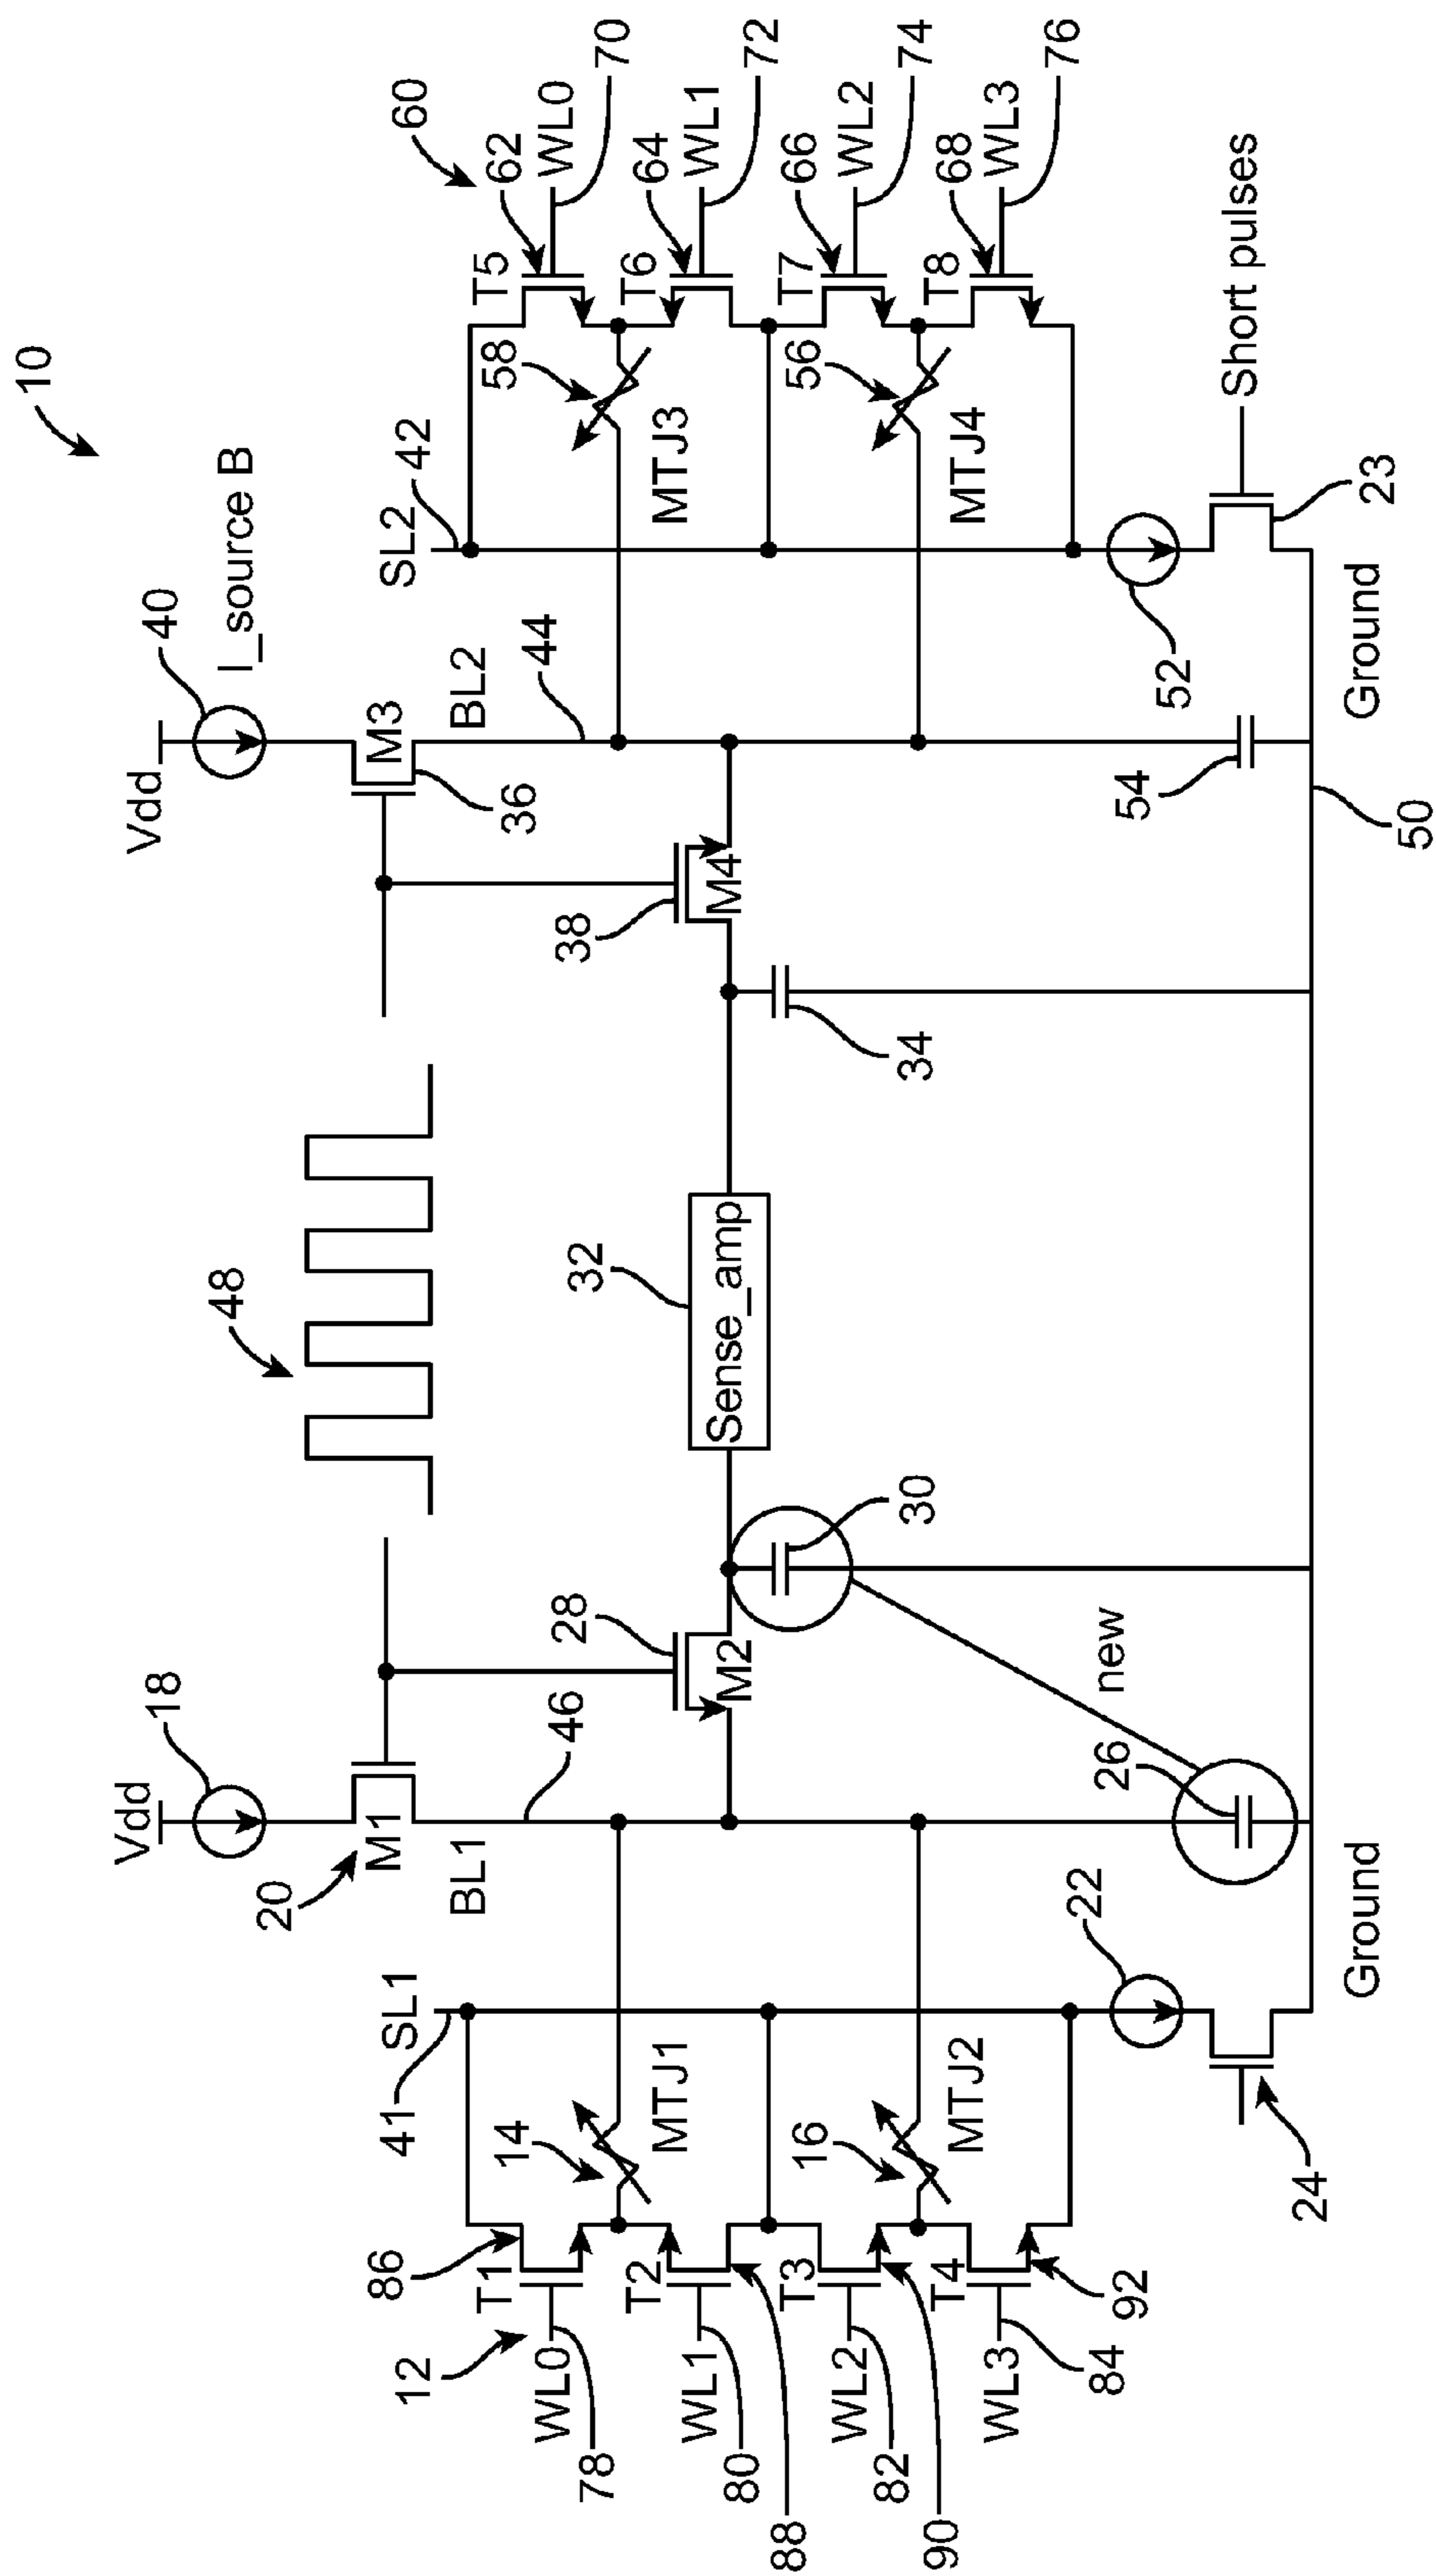 10
Vdd
18
20
M1
48
Vdd
40
I_source B
M3
36
41
SL1
BL1
46
28
M2
32
Sense_amp
38
M4
BL2
44
SL2
42
60
12
86
T1
WL0
78
14
MTJ1
T2
WL1
80
88
16
MTJ2
T3
WL2
82
90
T4
WL3
84
92
30
34
new
58
MTJ3
T5
62
WL0
70
T6
64
WL1
72
56
MTJ4
T7
66
WL2
74
T8
68
WL3
76
22
26
24
Ground
54
52
23
Short pulses
Ground
50